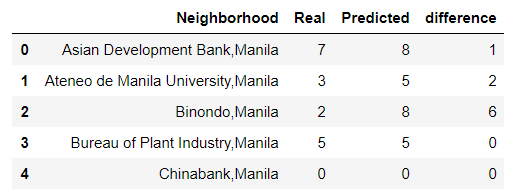 Neighborhood Real Predicted difference
0 Asian Development Bank,Manila 7 8 1
1 Ateneo de Manila University,Manila 3 5 2
2 Binondo,Manila 2 8 6
3 Bureau of Plant Industry,Manila 5 5 0
4 Chinabank,Manila 0 0 0